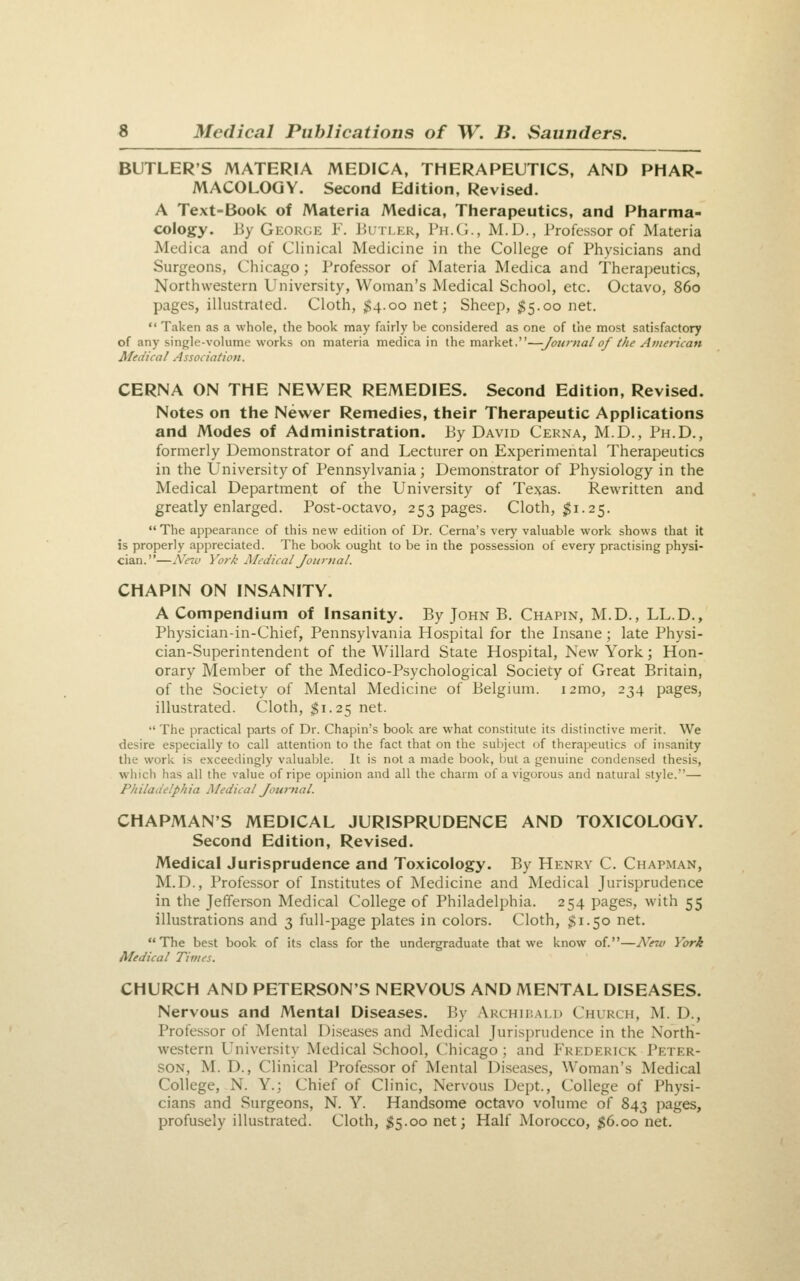 8 Medical Publications of W. B. Saunders.
BUTLER'S MATERIA MEDICA, THERAPEUTICS, AND PHAR-
MACOLOGY. Second Edition, Revised.
A Text-Book of Materia Medica, Therapeutics, and Pharma-
cology. By George F. Butler, Ph.G., M.D., Professor of Materia
Medica and of Clinical Medicine in the College of Physicians and
Surgeons, Chicago; Professor of Materia Medica and Therapeutics,
Northwestern University, Woman's Medical School, etc. Octavo, 860
pages, illustrated. Cloth, $4.00 net; Sheep, $5.00 net.
"Taken as a whole, the book may fairly be considered as one of the most satisfactory
of any single-volume works on materia medica in the market."—Journal of the American
Medical Association.
CERNA ON THE NEWER REMEDIES. Second Edition, Revised.
Notes on the Newer Remedies, their Therapeutic Applications
and Modes of Administration. By David Cerna, M.D., Ph.D.,
formerly Demonstrator of and Lecturer on Experimental Therapeutics
in the University of Pennsylvania; Demonstrator of Physiology in the
Medical Department of the University of Texas. Rewritten and
greatly enlarged. Post-octavo, 253 pages. Cloth, $1.25.
"The appearance of this new edition of Dr. Cerna's very valuable work shows that it
is properly appreciated. The book ought to be in the possession of every practising physi-
cian."—New York Medical Journal.
CHAPIN ON INSANITY.
A Compendium of Insanity. By John B. Chapin, M.D., LL.D.,
Physician-in-Chief, Pennsylvania Hospital for the Insane; late Physi-
cian-Superintendent of the Willard State Hospital, New York; Hon-
orary Member of the Medico-Psychological Society of Great Britain,
of the Society of Mental Medicine of Belgium. 12mo, 234 pages,
illustrated. Cloth, $1.25 net.
"The practical parts of Dr. Chapin's book are what constitute its distinctive merit. We
desire especially to call attention to the fact that on the subject of therapeutics of insanity
the work is exceedingly valuable. It is not a made book, but a genuine condensed thesis,
which has all the value of ripe opinion and all the charm of a vigorous and natural style."—
Philadelphia Medical Journal.
CHAPMAN'S MEDICAL JURISPRUDENCE AND TOXICOLOGY.
Second Edition, Revised.
Medical Jurisprudence and Toxicology. By Henry C. Chapman,
M.D., Professor of Institutes of Medicine and Medical Jurisprudence
in the Jefferson Medical College of Philadelphia. 254 pages, with 55
illustrations and 3 full-page plates in colors. Cloth, $1.50 net.
"The best book of its class for the undergraduate that we know of."—New York
Medical Times.
CHURCH AND PETERSON'S NERVOUS AND MENTAL DISEASES.
Nervous and Mental Diseases. By Archibald Church, M. D.,
Professor of Mental Diseases and Medical Jurisprudence in the North-
western University Medical School, Chicago; and Frederick Peter-
son, M. D., Clinical Professor of Mental Diseases, Woman's Medical
College, N. Y.; Chief of Clinic, Nervous Dept., College of Physi-
cians and Surgeons, N. Y. Handsome octavo volume of 843 pages,
profusely illustrated. Cloth, $5.00 net; Half Morocco, $6.00 net.